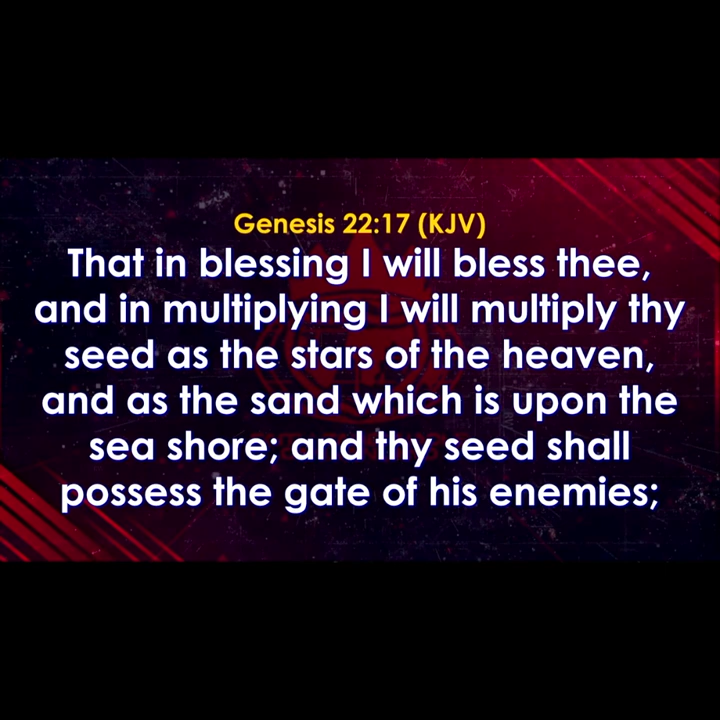 Genesis 22:17 (KJV)
That in blessing I will bless thee,
and in multiplying I will multiply thy
seed as the stars of the heaven,
and as the sand which is upon the
sea shore; and thy seed shall
possess the gate of his enemies;